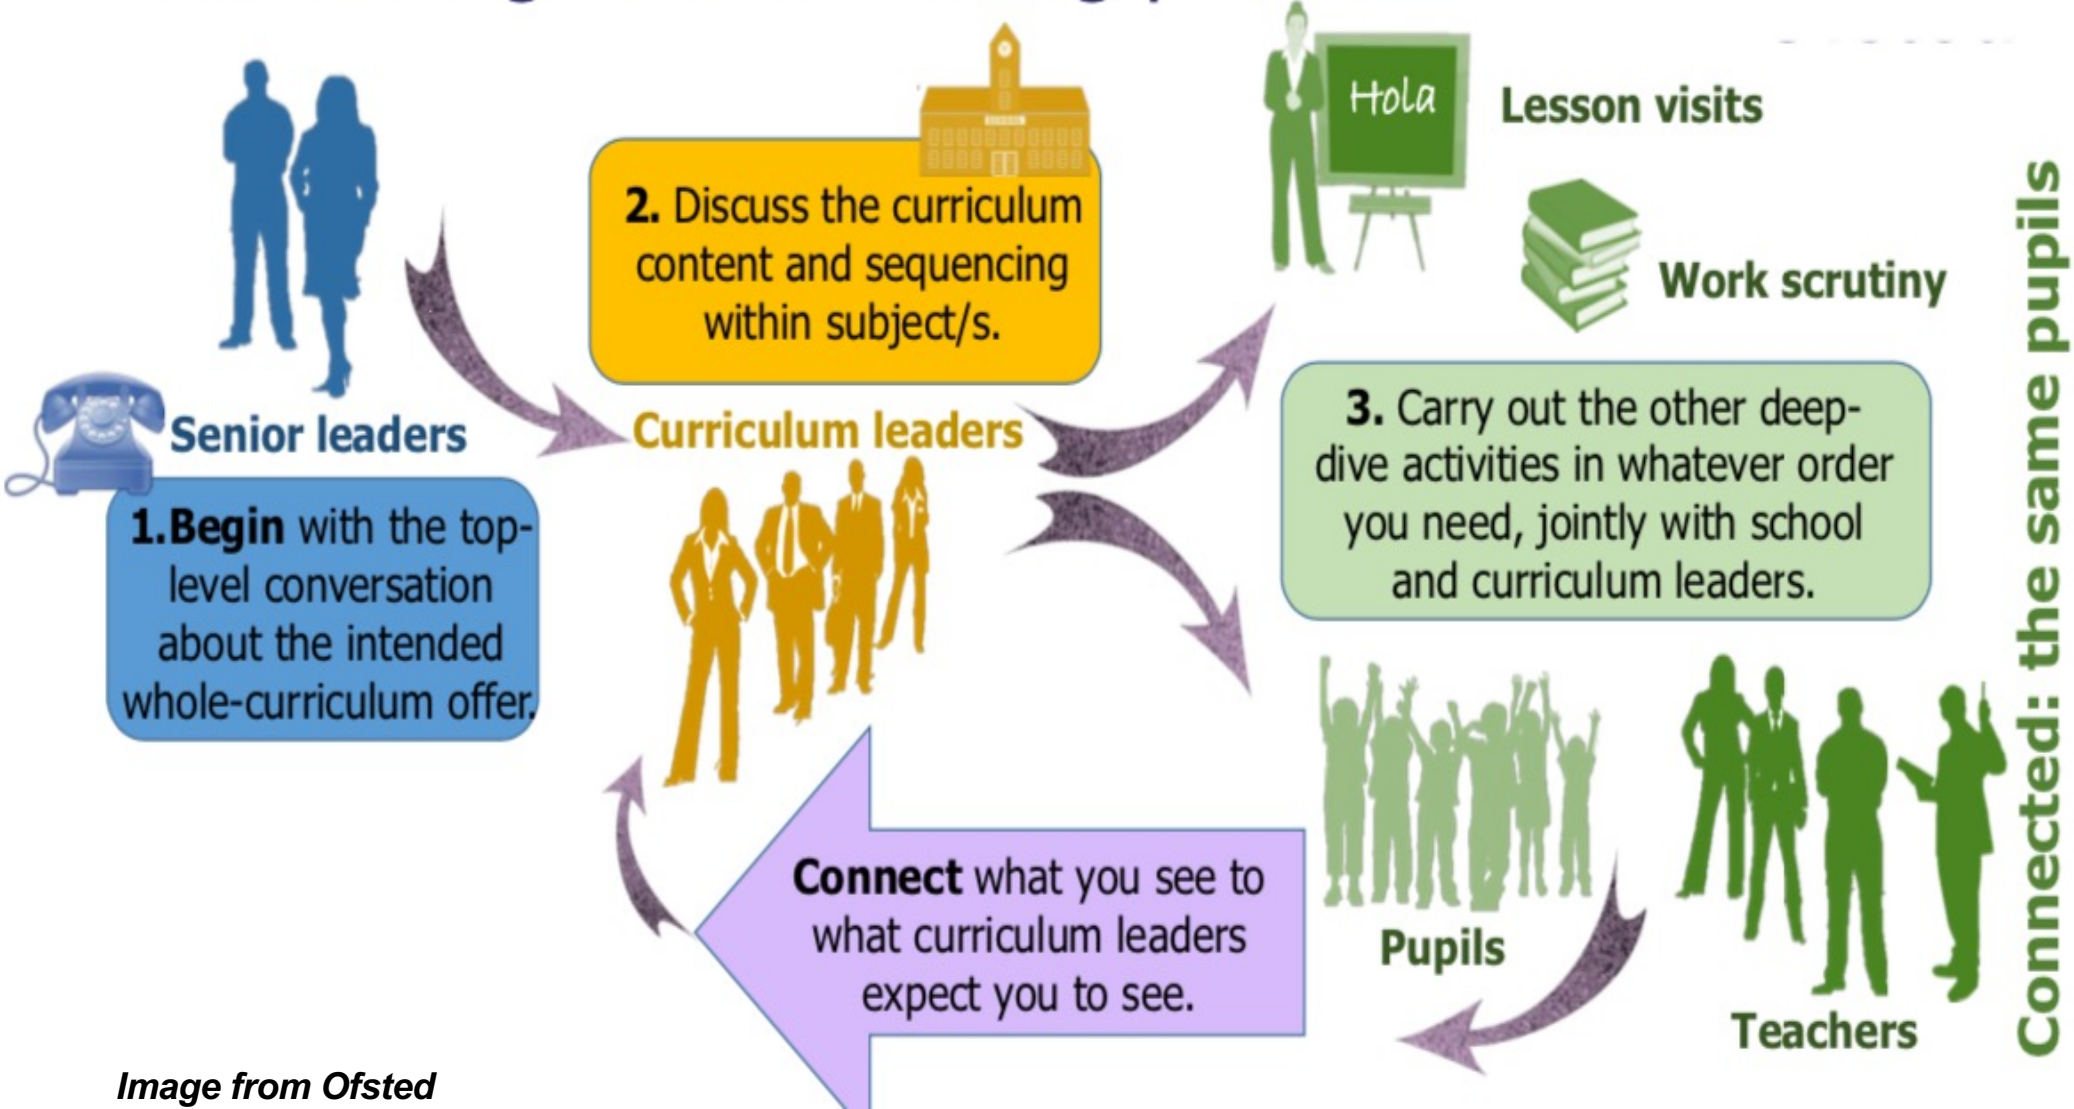 Senior leaders
1.Begin with the top-
level conversation
about the intended
whole-curriculum offer.
SCHOOL
2. Discuss the curriculum
content and sequencing
within subject/s.
Curriculum leaders
Hola
Lesson visits
Work scrutiny
3. Carry out the other deep-
dive activities in whatever order
you need, jointly with school
and curriculum leaders.
Pupils
Teachers
Connected: the same pupils
Connect what you see to
what curriculum leaders
expect you to see.
Image from Ofsted